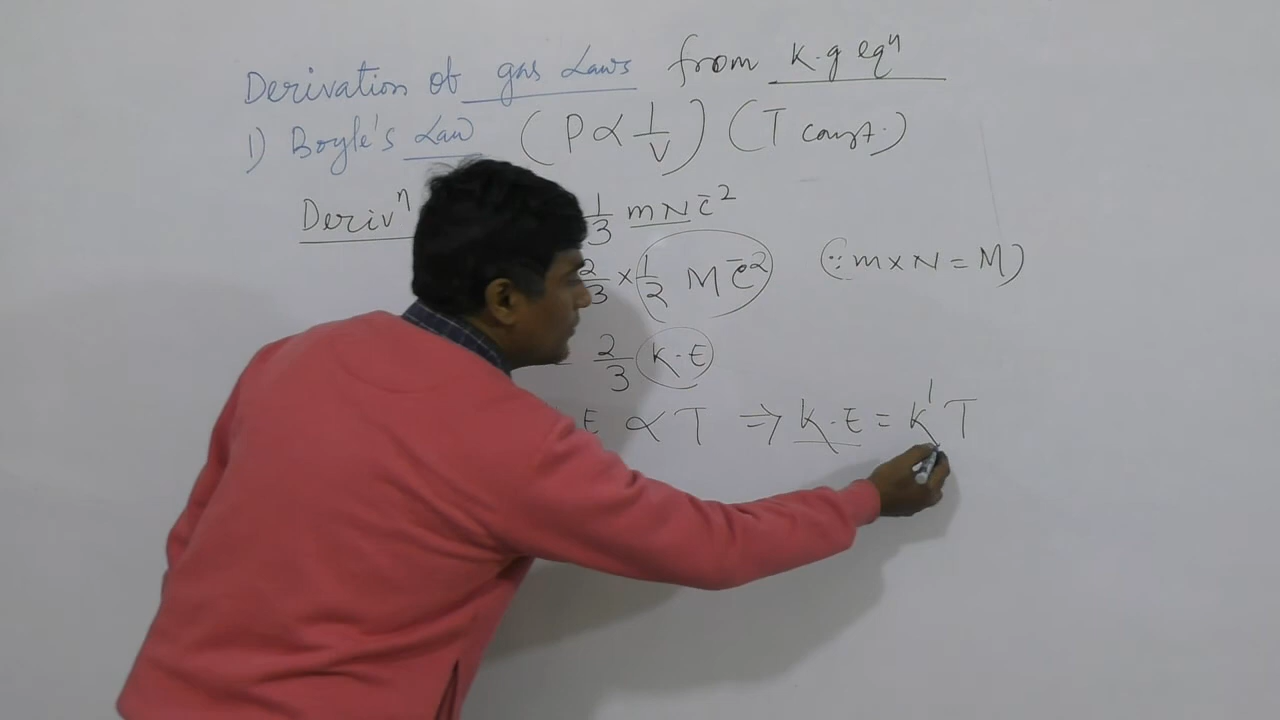 Derivation of gas Laws from K.g eqⁿ
1) Boyle's Law (P ∝ 1/V) (T const.)
Derivⁿ 1/3 mNc̄²
2/3 × 1/2 Mc̄² (∵ m×N = M)
2/3 K.E
E ∝ T ⇒ K.E = K' T